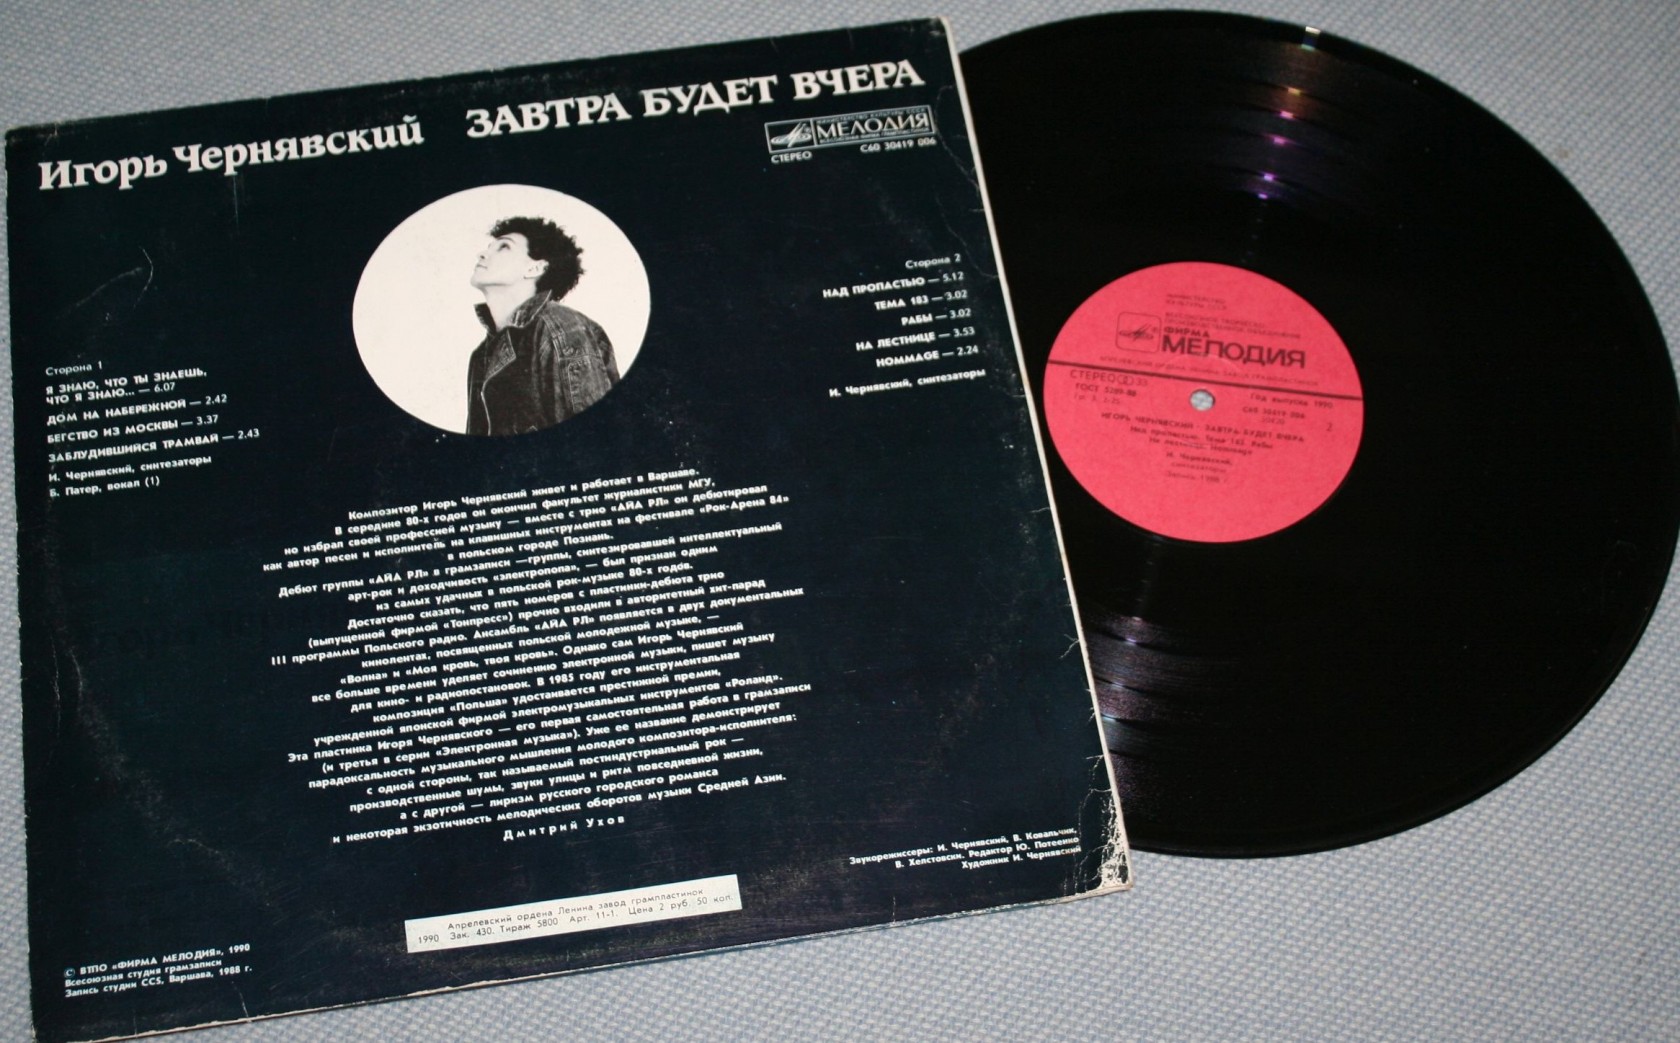 Игорь Чернявский ЗАВТРА БУДЕТ ВЧЕРА
МЕЛОДИЯ
СТЕРЕО С60 30419 006
Сторона 1
Я ЗНАЮ, ЧТО ТЫ ЗНАЕШЬ,
ЧТО Я ЗНАЮ... — 6.07
ДОМ НА НАБЕРЕЖНОЙ — 2.42
БЕГСТВО ИЗ МОСКВЫ — 3.37
ЗАБЛУДИВШИЙСЯ ТРАМВАЙ — 2.43
И. Чернявский, синтезаторы
Б. Патер, вокал (1)
Сторона 2
НАД ПРОПАСТЬЮ — 5.12
ТЕМА 183 — 3.02
РАБЫ — 3.02
НА ЛЕСТНИЦЕ — 3.53
HOMMAGE — 2.24
И. Чернявский, синтезаторы
Композитор Игорь Чернявский живет и работает в Варшаве.
В середине 80-х годов он окончил факультет журналистики МГУ,
но избрал своей профессией музыку — вместе с трио «АЙА РЛ» он дебютировал
как автор песен и исполнитель на клавишных инструментах на фестивале «Рок-Арена 84»
в польском городе Познань.
Дебют группы «АЙА РЛ» в грамзаписи —группы, синтезировавшей интеллектуальный
арт-рок и доходчивость «электропопа», — был признан одним
из самых удачных в польской рок-музыке 80-х годов.
Достаточно сказать, что пять номеров с пластинки-дебюта трио
(выпущенной фирмой «Тонпресс») прочно входили в авторитетный хит-парад
III программы Польского радио. Ансамбль «АЙА РЛ» появляется в двух документальных
кинолентах, посвященных польской молодежной музыке, —
«Волна» и «Моя кровь, твоя кровь». Однако сам Игорь Чернявский
все больше времени уделяет сочинению электронной музыки, пишет музыку
для кино- и радиопостановок. В 1985 году его инструментальная
композиция «Польша» удостаивается престижной премии,
учрежденной японской фирмой электромузыкальных инструментов «Роланд».
Эта пластинка Игоря Чернявского — его первая самостоятельная работа в грамзаписи
(и третья в серии «Электронная музыка»). Уже ее название демонстрирует
парадоксальность музыкального мышления молодого композитора-исполнителя:
с одной стороны, так называемый постиндустриальный рок —
производственные шумы, звуки улицы и ритм повседневной жизни,
а с другой — лиризм русского городского романса
и некоторая экзотичность мелодических оборотов музыки Средней Азии.
Дмитрий Ухов
Звукорежиссеры: И. Чернявский, В. Ковальчик,
В. Хелстовски. Редактор Ю. Потеенко
Художник И. Чернявский
Апрелевский ордена Ленина завод грампластинок
1990 Зак. 430. Тираж 5800 Арт. 11-1. Цена 2 руб. 50 коп.
© ВТПО «ФИРМА МЕЛОДИЯ», 1990
Всесоюзная студия грамзаписи
Запись студии CCS, Варшава, 1988 г.
МИНИСТЕРСТВО
КУЛЬТУРЫ СССР
ФИРМА
МЕЛОДИЯ
СТЕРЕО 33
ГОСТ 5289-88
Год выпуска 1990
С60 30419 006
2
ИГОРЬ ЧЕРНЯВСКИЙ - ЗАВТРА БУДЕТ ВЧЕРА
И. Чернявский,
синтезаторы